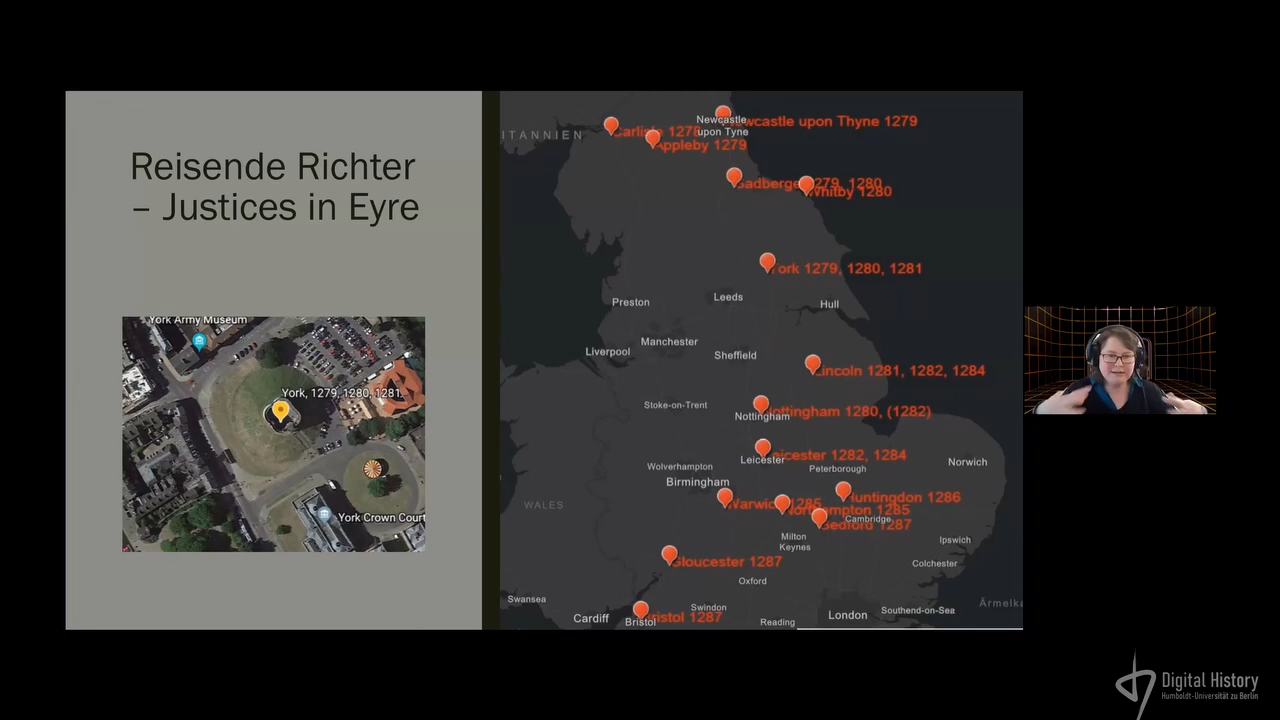 Reisende Richter
– Justices in Eyre
York Army Museum
York, 1279, 1280, 1281
York Crown Court
ITANNIEN
Newcastle
upon Tyne
Newcastle upon Thyne 1279
Carlisle 1278
Appleby 1279
Sadberge 1279, 1280
Whitby 1280
York 1279, 1280, 1281
Preston
Leeds
Hull
Manchester
Liverpool
Sheffield
Lincoln 1281, 1282, 1284
Stoke-on-Trent
Nottingham 1280, (1282)
Nottingham
Leicester 1282, 1284
Leicester
Norwich
Wolverhampton
Peterborough
Birmingham
WALES
Warwick 1285
Huntingdon 1286
Northampton 1285
Cambridge
Bedford 1287
Milton
Keynes
Ipswich
Gloucester 1287
Colchester
Oxford
Swansea
Swindon
Southend-on-Sea
Ärmelka
Cardiff
Bristol
Bristol 1287
Reading
London
Digital History
Humboldt-Universität zu Berlin